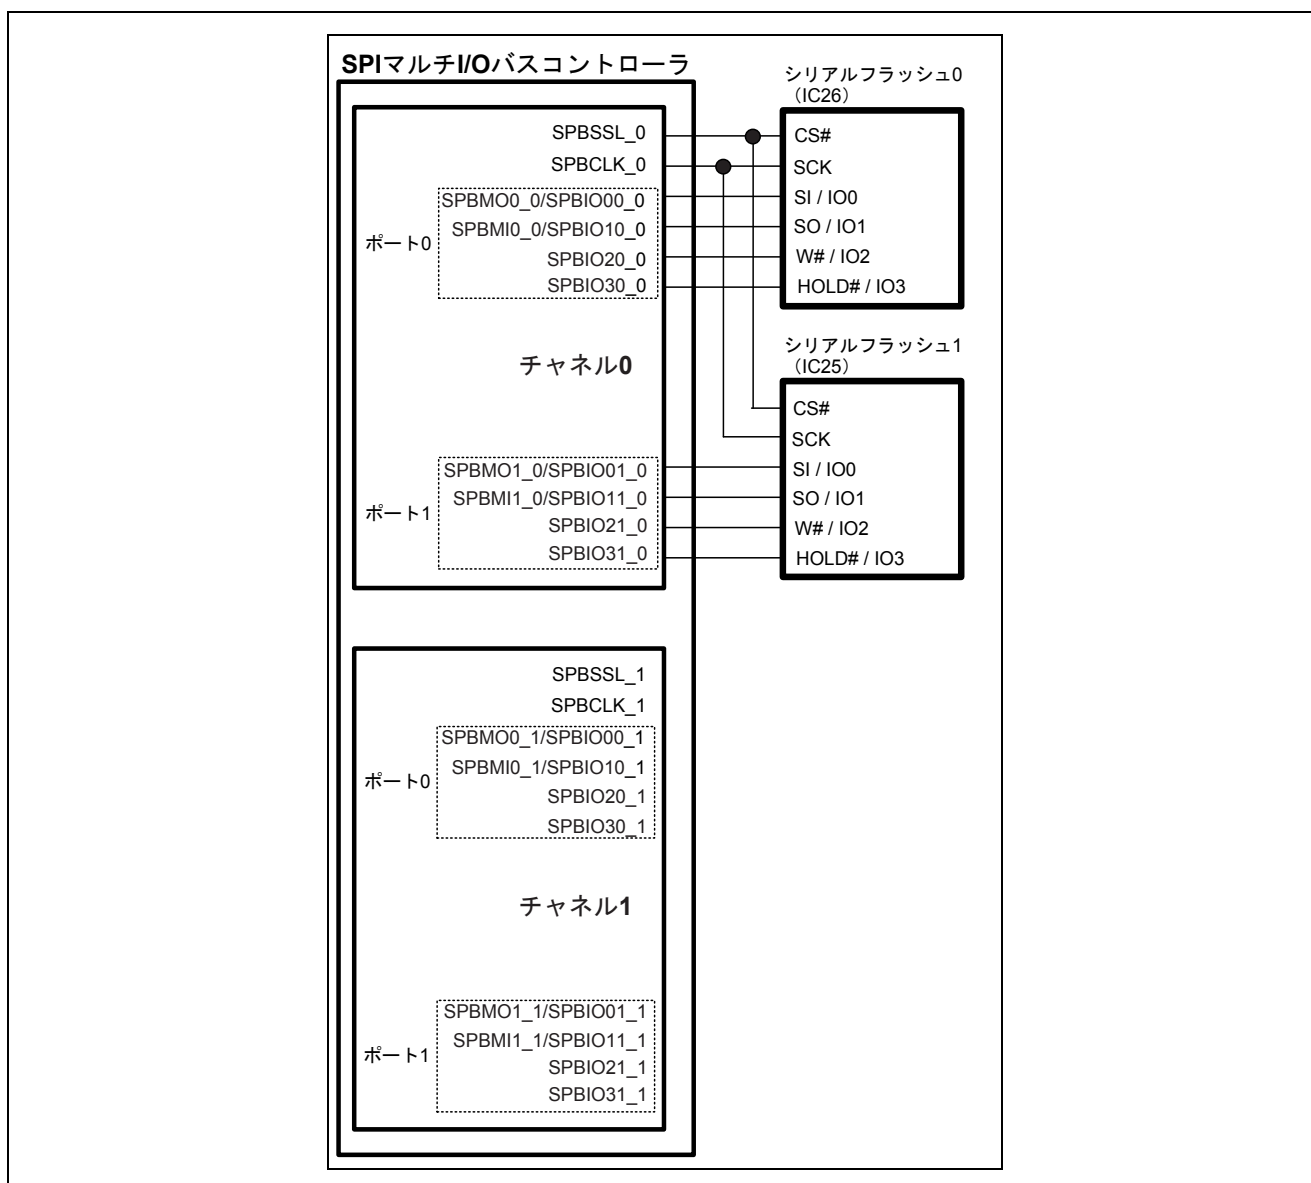 SPIマルチI/Oバスコントローラ
シリアルフラッシュ0
（IC26）
SPBSSL_0
SPBCLK_0
SPBMO0_0/SPBIO00_0
SPBMI0_0/SPBIO10_0
SPBIO20_0
SPBIO30_0
ポート0
CS#
SCK
SI / IO0
SO / IO1
W# / IO2
HOLD# / IO3
チャネル0
シリアルフラッシュ1
（IC25）
CS#
SCK
SI / IO0
SO / IO1
W# / IO2
HOLD# / IO3
SPBMO1_0/SPBIO01_0
SPBMI1_0/SPBIO11_0
SPBIO21_0
SPBIO31_0
ポート1
SPBSSL_1
SPBCLK_1
SPBMO0_1/SPBIO00_1
SPBMI0_1/SPBIO10_1
SPBIO20_1
SPBIO30_1
ポート0
チャネル1
SPBMO1_1/SPBIO01_1
SPBMI1_1/SPBIO11_1
SPBIO21_1
SPBIO31_1
ポート1